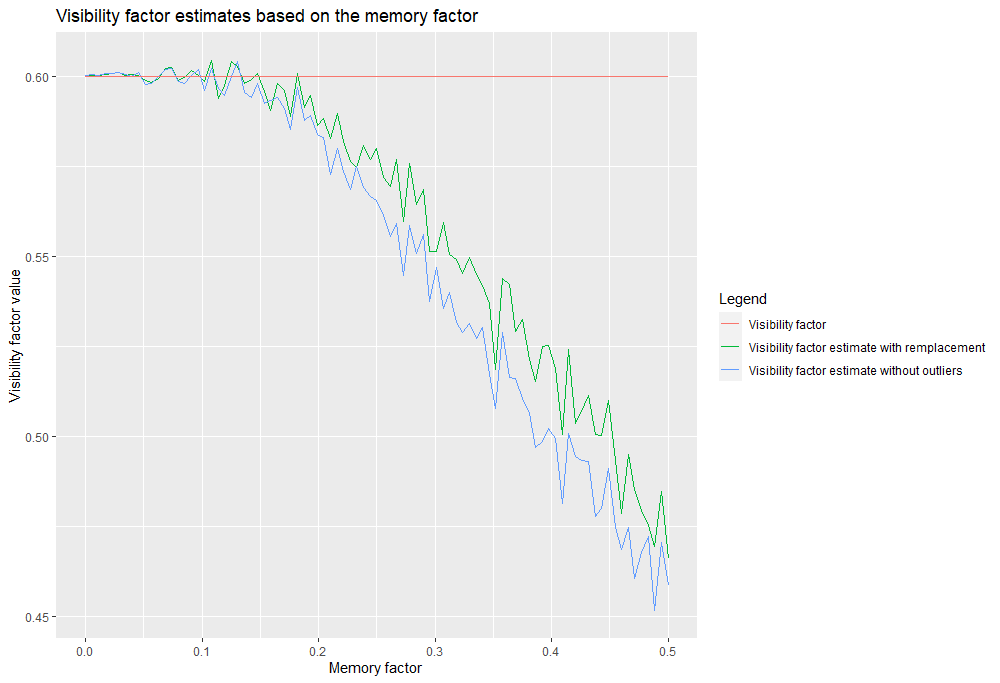 Visibility factor estimates based on the memory factor
Visibility factor value
0.60
0.55
0.50
0.45
0.0 0.1 0.2 0.3 0.4 0.5
Memory factor
Legend
Visibility factor
Visibility factor estimate with remplacement
Visibility factor estimate without outliers